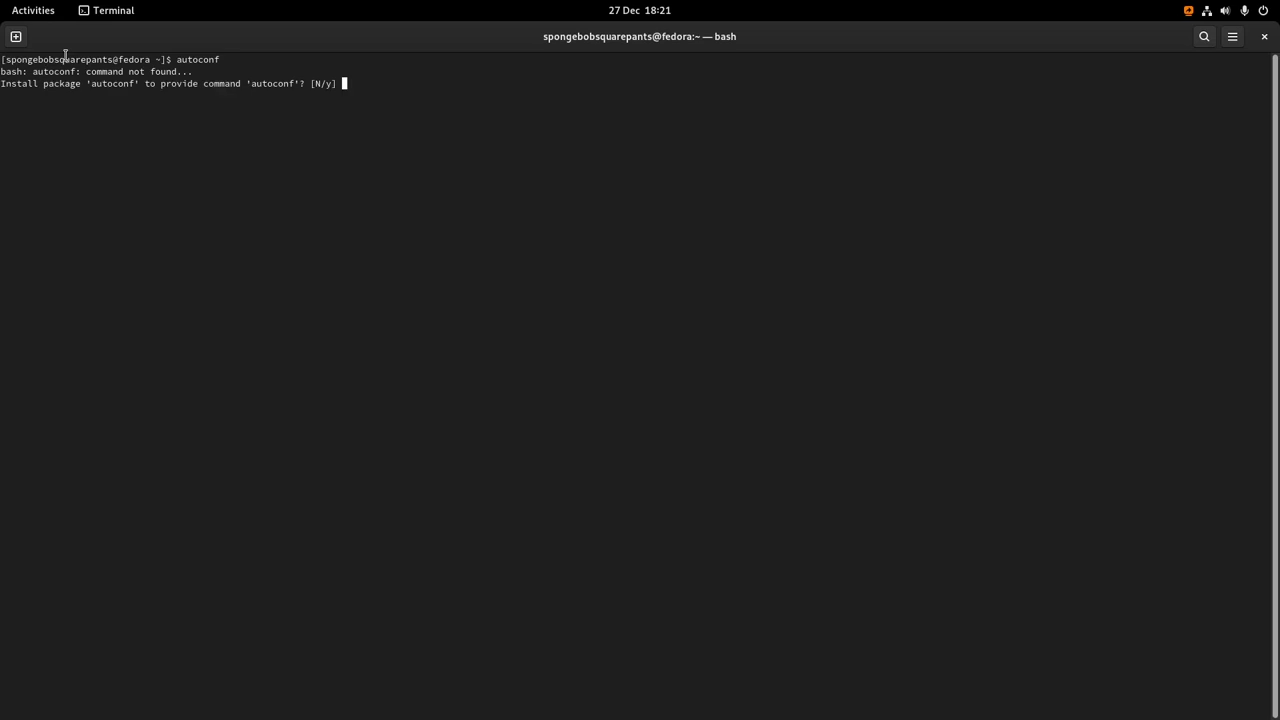 Activities
Terminal
27 Dec 18:21
spongebobsquarepants@fedora:~ — bash
[spongebobsquarepants@fedora ~]$ autoconf
bash: autoconf: command not found...
Install package 'autoconf' to provide command 'autoconf'? [N/y]